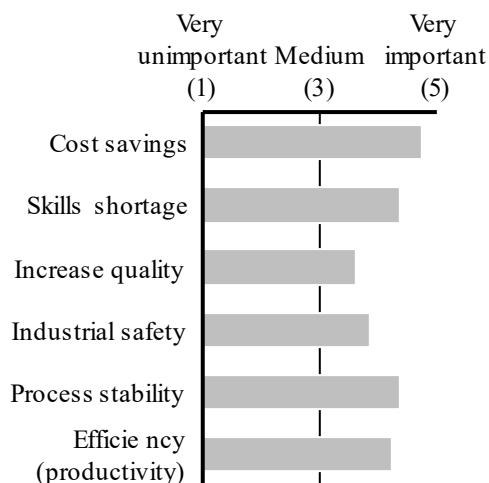 Very unimportant (1)
Medium (3)
Very important (5)
Cost savings
Skills shortage
Increase quality
Industrial safety
Process stability
Efficie ncy
(productivity)